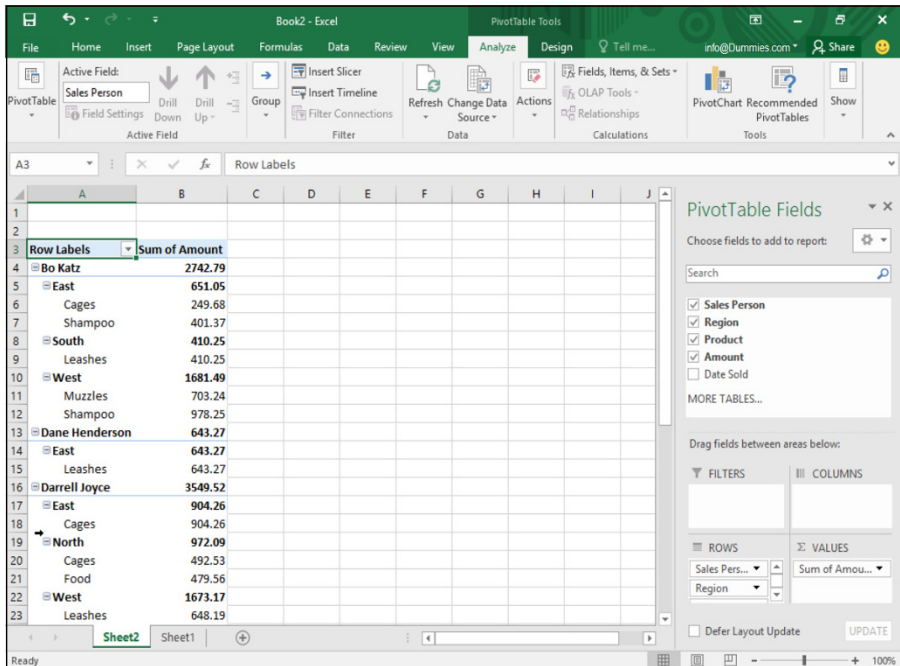 Book2 - Excel
PivotTable Tools
File Home Insert Page Layout Formulas Data Review View Analyze Design Tell me... info@Dummies.com Share
PivotTable
Active Field:
Sales Person
Field Settings
Drill Down
Drill Up
Active Field
Group
Insert Slicer
Insert Timeline
Filter Connections
Filter
Refresh
Change Data Source
Data
Actions
Fields, Items, & Sets
OLAP Tools
Relationships
Calculations
PivotChart
Recommended PivotTables
Tools
Show
A3 fx Row Labels
A B C D E F G H I J
1
2
3 Row Labels Sum of Amount
4 Bo Katz 2742.79
5 East 651.05
6 Cages 249.68
7 Shampoo 401.37
8 South 410.25
9 Leashes 410.25
10 West 1681.49
11 Muzzles 703.24
12 Shampoo 978.25
13 Dane Henderson 643.27
14 East 643.27
15 Leashes 643.27
16 Darrell Joyce 3549.52
17 East 904.26
18 Cages 904.26
19 North 972.09
20 Cages 492.53
21 Food 479.56
22 West 1673.17
23 Leashes 648.19
PivotTable Fields
Choose fields to add to report:
Search
Sales Person
Region
Product
Amount
Date Sold
MORE TABLES...
Drag fields between areas below:
FILTERS
COLUMNS
ROWS
Σ VALUES
Sales Pers...
Sum of Amou...
Region
Defer Layout Update
UPDATE
Sheet2 Sheet1
Ready
100%